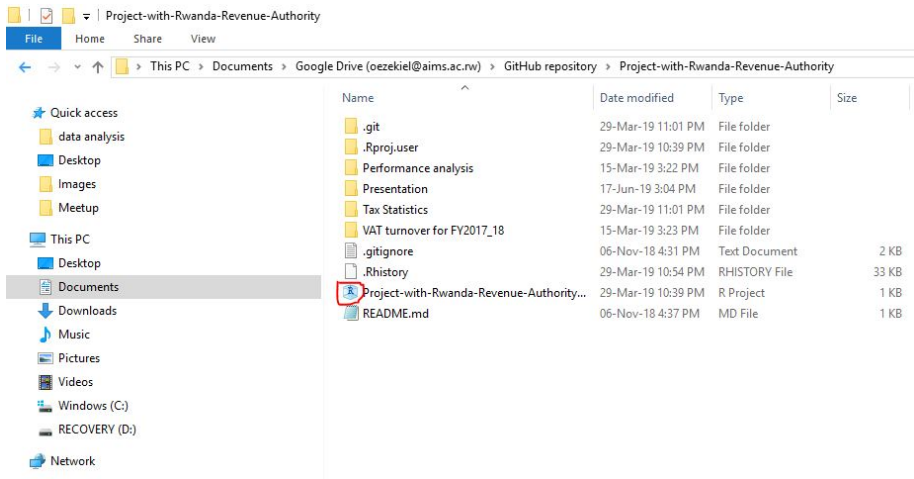 Project-with-Rwanda-Revenue-Authority
File Home Share View
This PC > Documents > Google Drive (oezekiel@aims.ac.rw) > GitHub repository > Project-with-Rwanda-Revenue-Authority
Name Date modified Type Size
Quick access
data analysis
Desktop
Images
Meetup
This PC
Desktop
Documents
Downloads
Music
Pictures
Videos
Windows (C:)
RECOVERY (D:)
Network
.git 29-Mar-19 11:01 PM File folder
.Rproj.user 29-Mar-19 10:39 PM File folder
Performance analysis 15-Mar-19 3:22 PM File folder
Presentation 17-Jun-19 3:04 PM File folder
Tax Statistics 29-Mar-19 11:01 PM File folder
VAT turnover for FY2017_18 15-Mar-19 3:23 PM File folder
.gitignore 06-Nov-18 4:31 PM Text Document 2 KB
.Rhistory 29-Mar-19 10:54 PM RHISTORY File 33 KB
Project-with-Rwanda-Revenue-Authority... 29-Mar-19 10:39 PM R Project 1 KB
README.md 06-Nov-18 4:37 PM MD File 1 KB